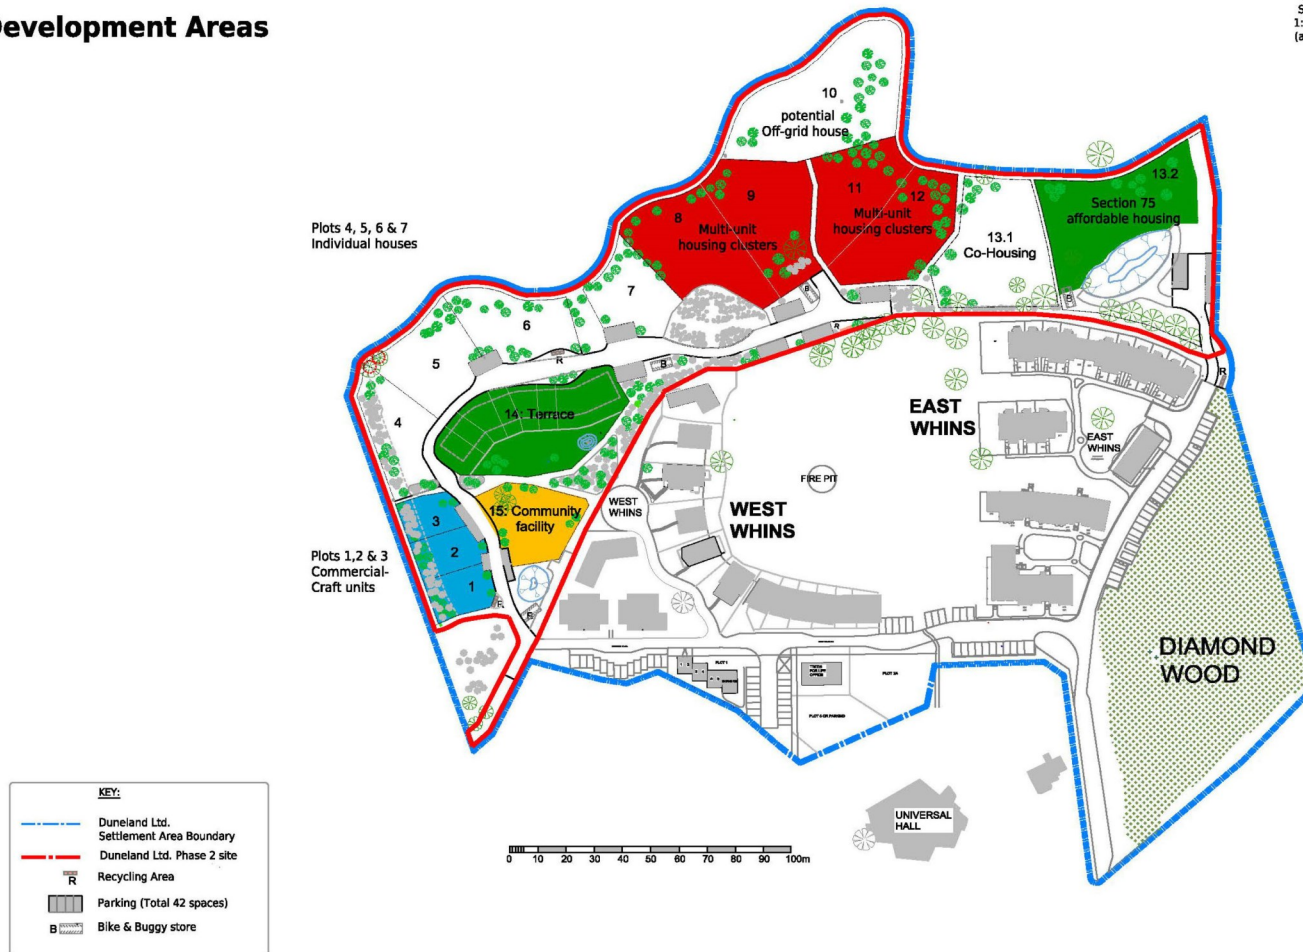 Development Areas
S
1:
(a
10
potential
Off-grid house
9
8
Multi-unit
housing clusters
11
12
Multi-unit
housing clusters
13.1
Co-Housing
13.2
Section 75
affordable housing
Plots 4, 5, 6 & 7
Individual houses
7
6
5
4
B
R
B
R
B
R
14: Terrace
15: Community
facility
3
2
1
R
R
Plots 1,2 & 3
Commercial-
Craft units
WEST
WHINS
WEST
WHINS
FIRE PIT
EAST
WHINS
EAST
WHINS
DIAMOND
WOOD
PLOT 1
PLOT 3A
UNIVERSAL
HALL
0 10 20 30 40 50 60 70 80 90 100m
KEY:
Duneland Ltd.
Settlement Area Boundary
Duneland Ltd. Phase 2 site
R
Recycling Area
Parking (Total 42 spaces)
B
Bike & Buggy store